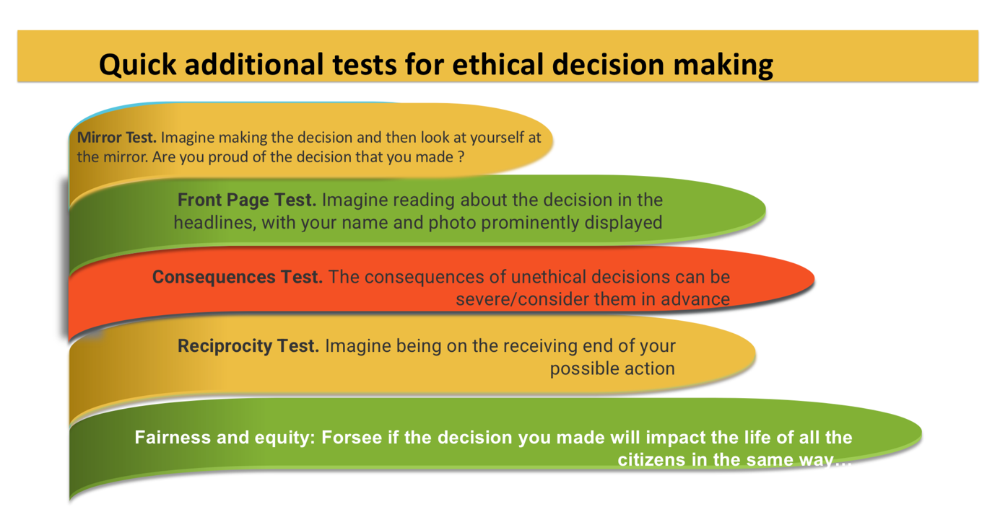 Quick additional tests for ethical decision making
Mirror Test. Imagine making the decision and then look at yourself at
the mirror. Are you proud of the decision that you made ?
Front Page Test. Imagine reading about the decision in the
headlines, with your name and photo prominently displayed
Consequences Test. The consequences of unethical decisions can be
severe/consider them in advance
Reciprocity Test. Imagine being on the receiving end of your
possible action
Fairness and equity: Forsee if the decision you made will impact the life of all the
citizens in the same way…